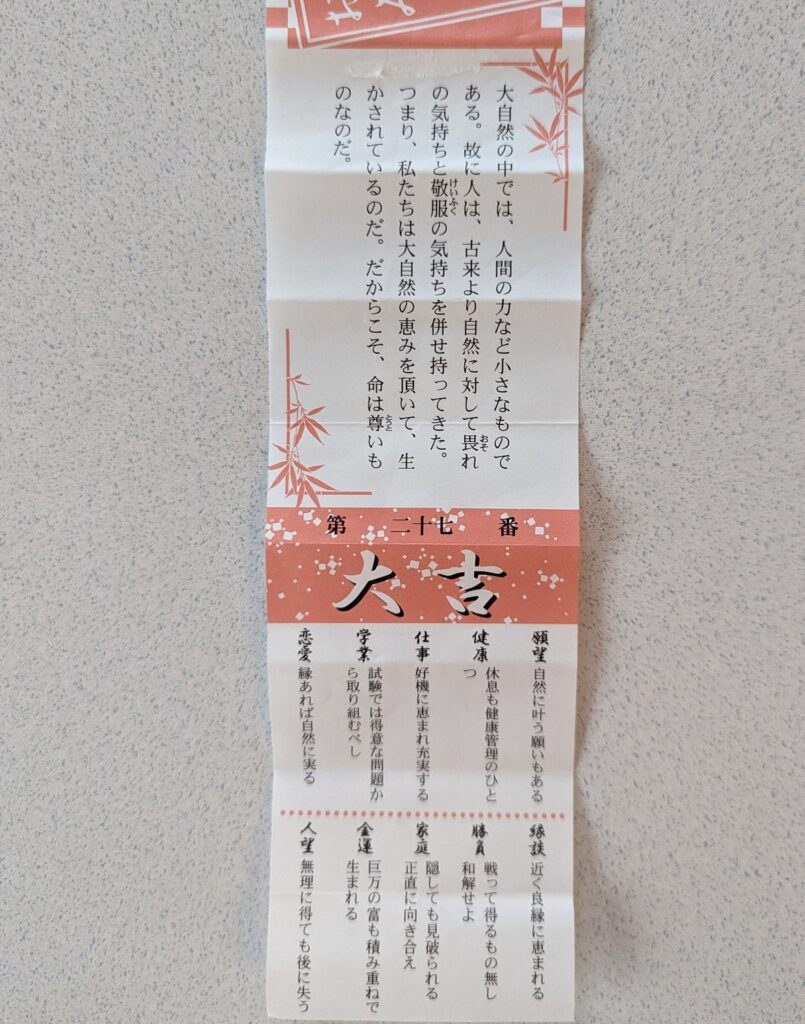 大自然の中では、人間の力など小さなもので
ある。故に人は、古来より自然に対して畏れ
の気持ちと敬服の気持ちを併せ持ってきた。
つまり、私たちは大自然の恵みを頂いて、生
かされているのだ。だからこそ、命は尊いも
のなのだ。
第 二十七 番
大吉
願望 自然に叶う願いもある
健康 休息も健康管理のひと
つ
仕事 好機に恵まれ充実する
学業 試験では得意な問題か
ら取り組むべし
恋愛 縁あれば自然に実る
縁談 近く良縁に恵まれる
勝負 戦って得るもの無し
和解せよ
家庭 隠しても見破られる
正直に向き合え
金運 巨万の富も積み重ねで
生まれる
人望 無理に得ても後に失う